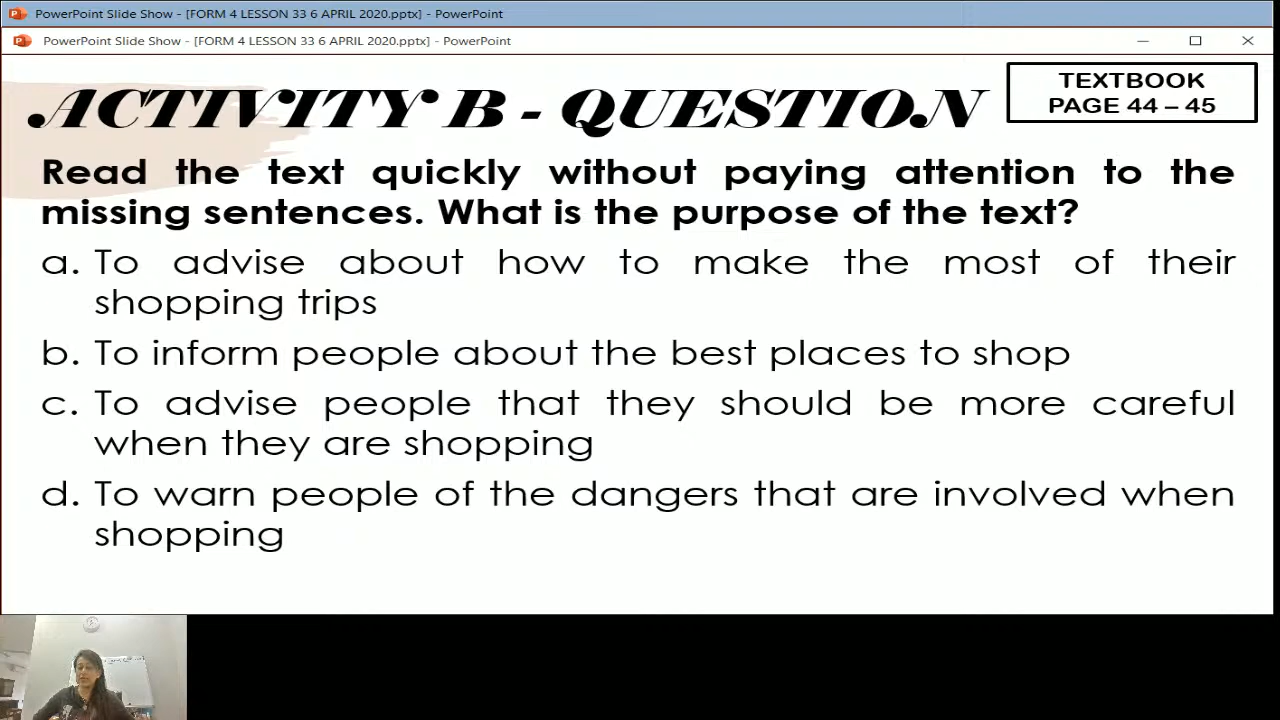 PowerPoint Slide Show - [FORM 4 LESSON 33 6 APRIL 2020.pptx] - PowerPoint
PowerPoint Slide Show - [FORM 4 LESSON 33 6 APRIL 2020.pptx] - PowerPoint
ACTIVITY B - QUESTION
TEXTBOOK
PAGE 44 – 45
Read the text quickly without paying attention to the
missing sentences. What is the purpose of the text?
a. To advise about how to make the most of their
shopping trips
b. To inform people about the best places to shop
c. To advise people that they should be more careful
when they are shopping
d. To warn people of the dangers that are involved when
shopping